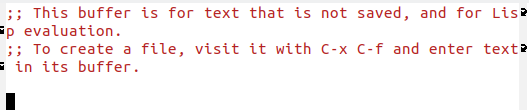 ;; This buffer is for text that is not saved, and for Lis
p evaluation.
;; To create a file, visit it with C-x C-f and enter text
 in its buffer.